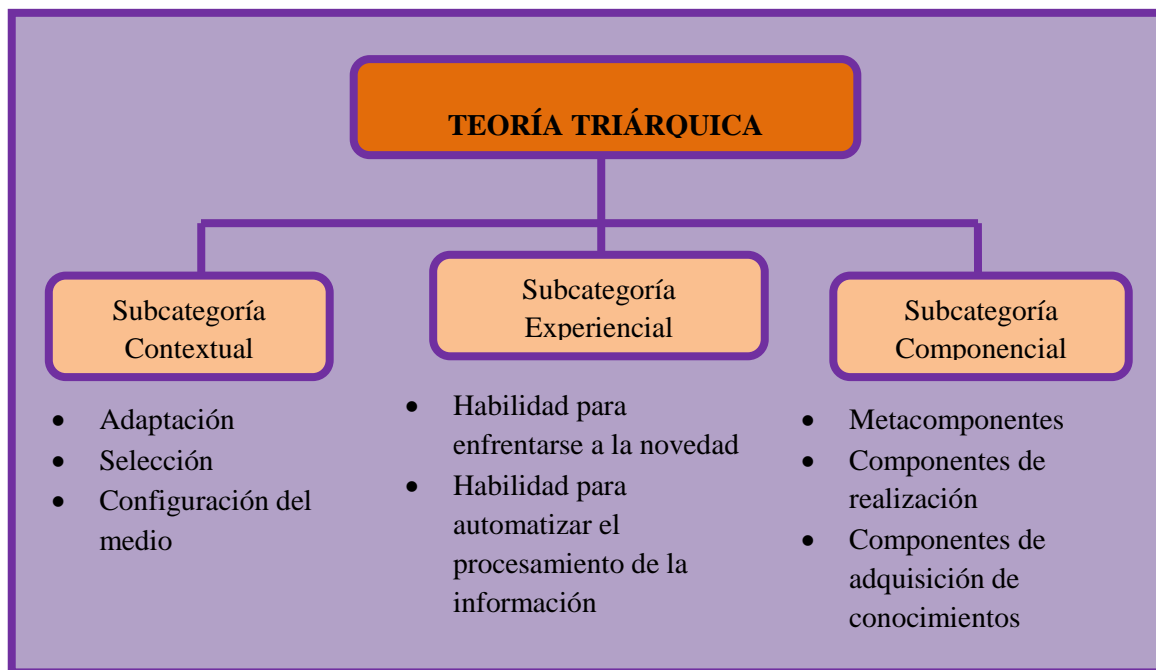 TEORÍA TRIÁRQUICA
Subcategoría
Contextual
• Adaptación
• Selección
• Configuración del
medio
Subcategoría
Experiencial
• Habilidad para
enfrentarse a la novedad
• Habilidad para
automatizar el
procesamiento de la
información
Subcategoría
Componencial
• Metacomponentes
• Componentes de
realización
• Componentes de
adquisición de
conocimientos